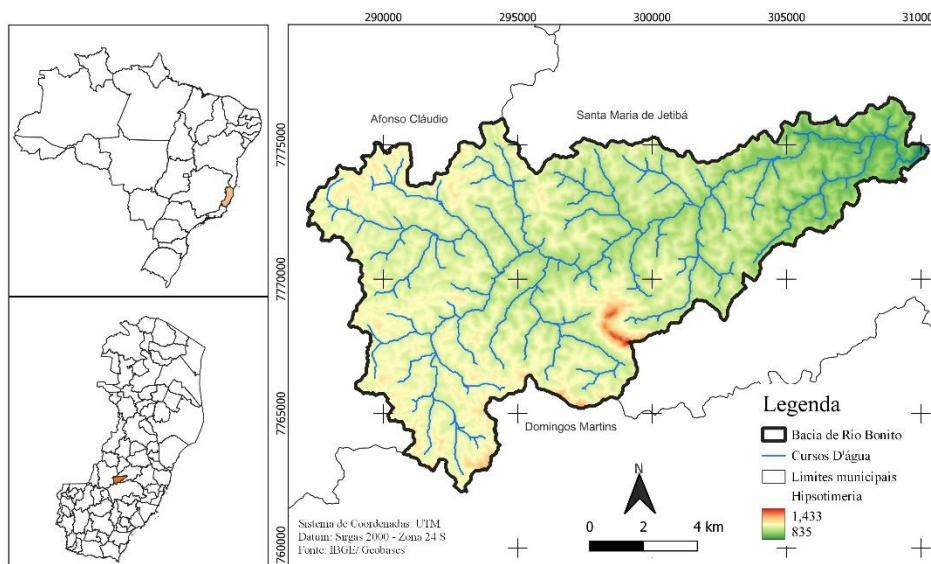 290000 295000 300000 305000 310000
7775000
7770000
7765000
7760000
Afonso Cláudio
Santa Maria de Jetibá
Domingos Martins
Legenda
Bacia de Rio Bonito
Cursos D'água
Limites municipais
Hipsotimeria
1,433
835
N
0 2 4 km
Sistema de Coordenadas: UTM
Datum: Sirgas 2000 - Zona 24 S
Fonte: IBGE/ Geobases